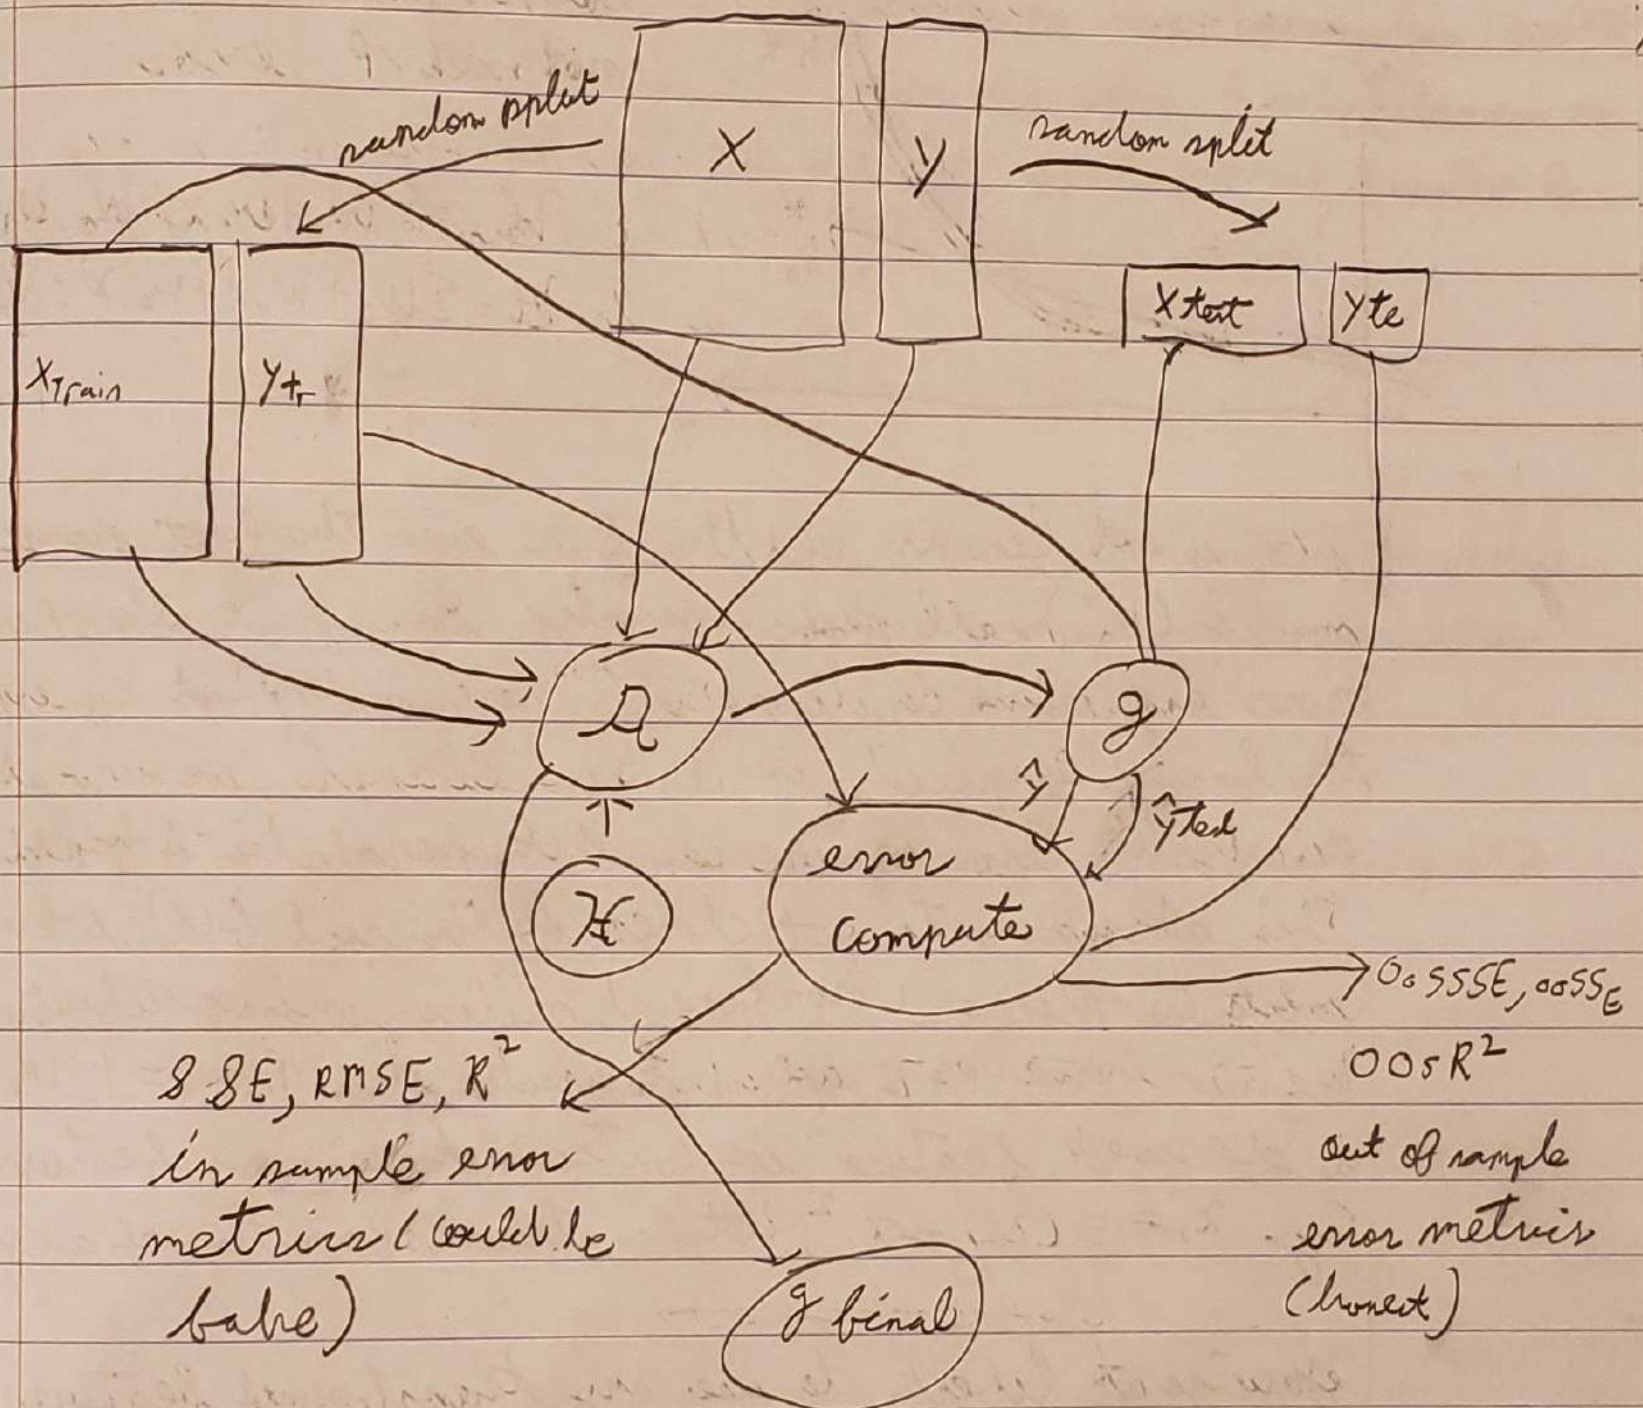 random split
X
y
random split
XTrain
ytr
Xtest
yte
A
g
ŷ
ŷtest
H
error
compute
oosSSE, ooSSE
SSE, RMSE, R²
oosR²
in sample error
metrics (could be
fake)
out of sample
error metrics
(honest)
g final